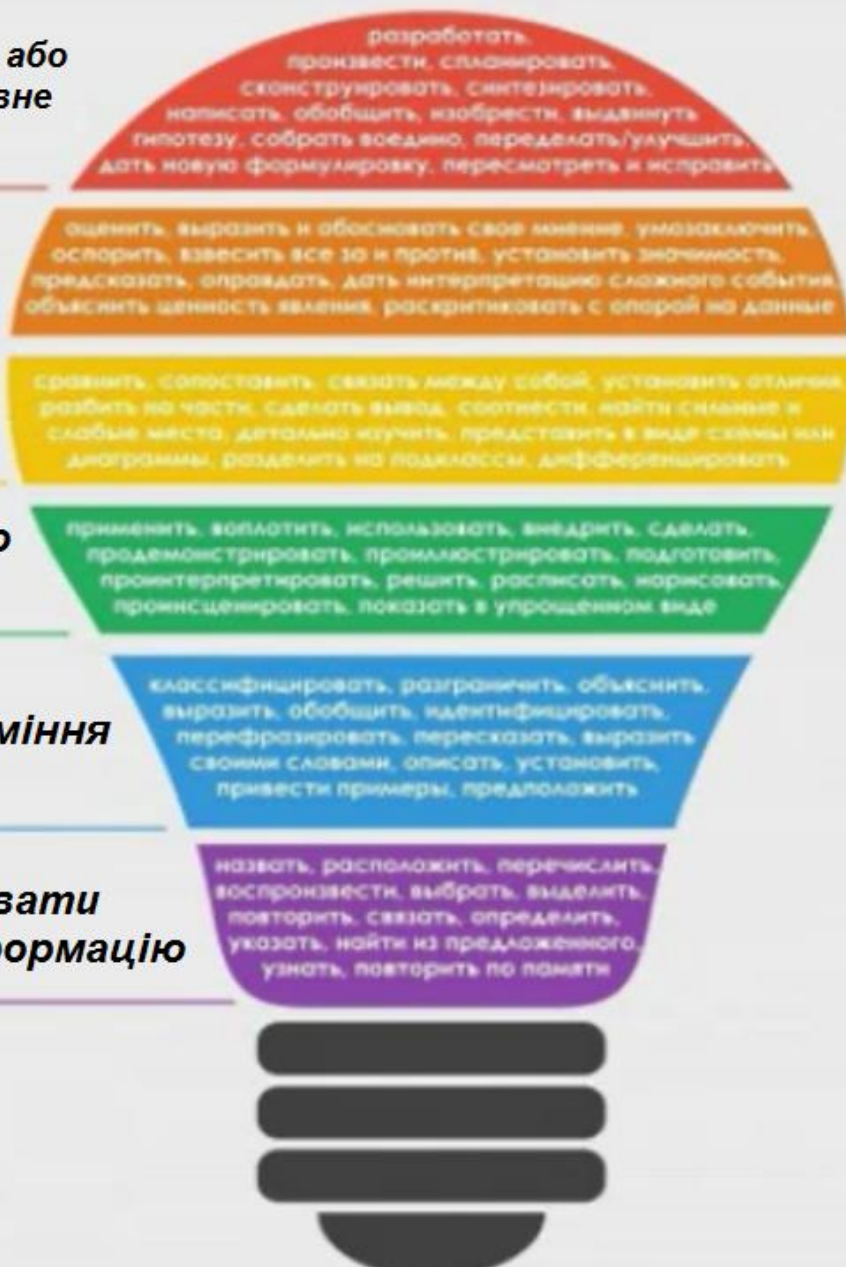 або
вне
разработать,
произвести, спланировать,
сконструировать, синтезировать,
написать, обобщить, изобрести, выдвинуть
гипотезу, собрать воедино, переделать/улучшить,
дать новую формулировку, пересмотреть и исправить
оценить, выразить и обосновать свое мнение, умозаключить,
оспорить, взвесить все за и против, установить значимость,
предсказать, оправдать, дать интерпретацию сложного события,
объяснить ценность явления, раскритиковать с опорой на данные
сравнить, сопоставить, связать между собой, установить отличия,
разбить на части, сделать вывод, соотнести, найти сильные и
слабые места, детально изучить, представить в виде схемы или
диаграммы, разделить на подклассы, дифференцировать
о
применить, воплотить, использовать, внедрить, сделать,
продемонстрировать, проиллюстрировать, подготовить,
проинтерпретировать, решить, расписать, нарисовать,
проинсценировать, показать в упрощенном виде
міння
классифицировать, разграничить, объяснить,
выразить, обобщить, идентифицировать,
перефразировать, пересказать, выразить
своими словами, описать, установить,
привести примеры, предположить
вати
ормацію
назвать, расположить, перечислить,
воспроизвести, выбрать, выделить,
повторить, связать, определить,
указать, найти из предложенного,
узнать, повторить по памяти